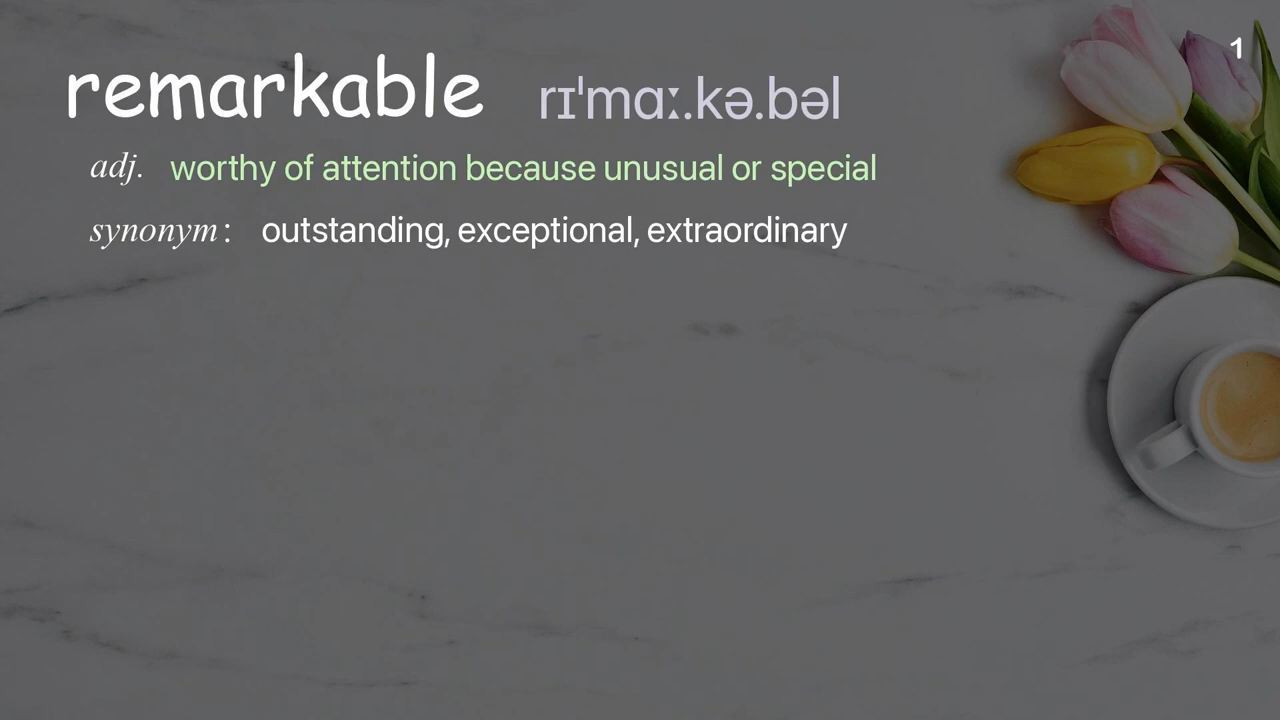 1
remarkable rɪˈmɑː.kə.bəl
adj. worthy of attention because unusual or special
synonym: outstanding, exceptional, extraordinary